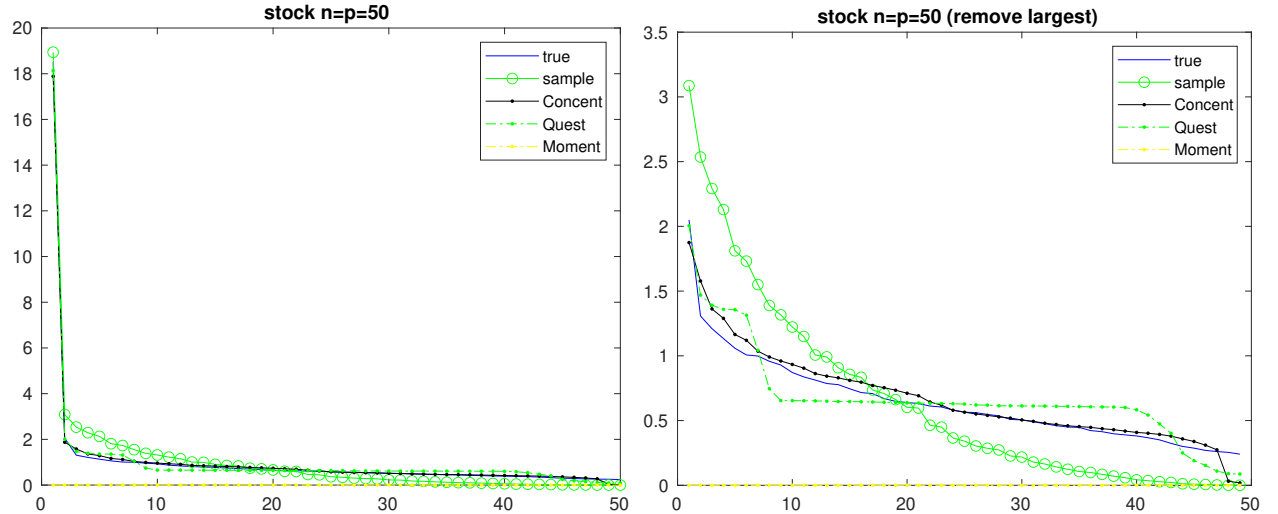 stock n=p=50
20
18
16
14
12
10
8
6
4
2
0
0 10 20 30 40 50
true
sample
Concent
Quest
Moment
stock n=p=50 (remove largest)
3.5
3
2.5
2
1.5
1
0.5
0
0 10 20 30 40 50
true
sample
Concent
Quest
Moment